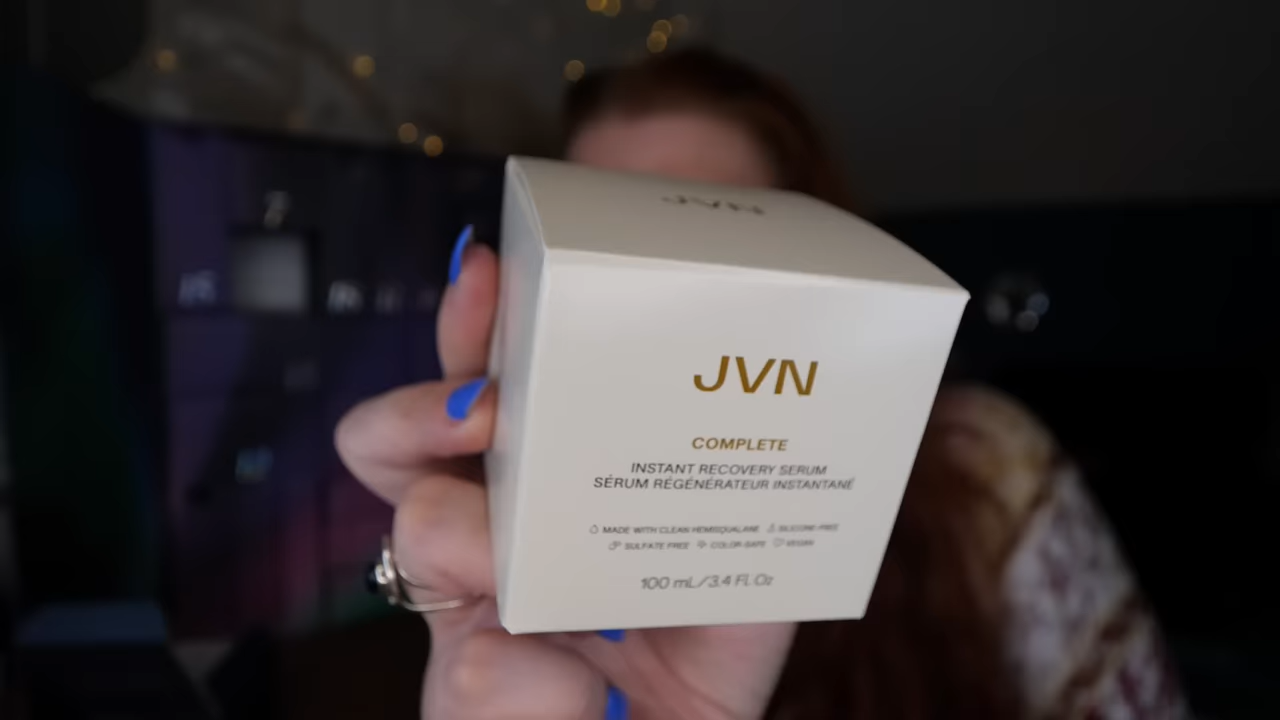 JVN
JVN
COMPLETE
INSTANT RECOVERY SERUM
SÉRUM RÉGÉNÉRATEUR INSTANTANÉ
MADE WITH CLEAN HEMISQUALANE SILICONE-FREE
SULFATE FREE COLOR-SAFE VEGAN
100 mL/3.4 Fl. Oz